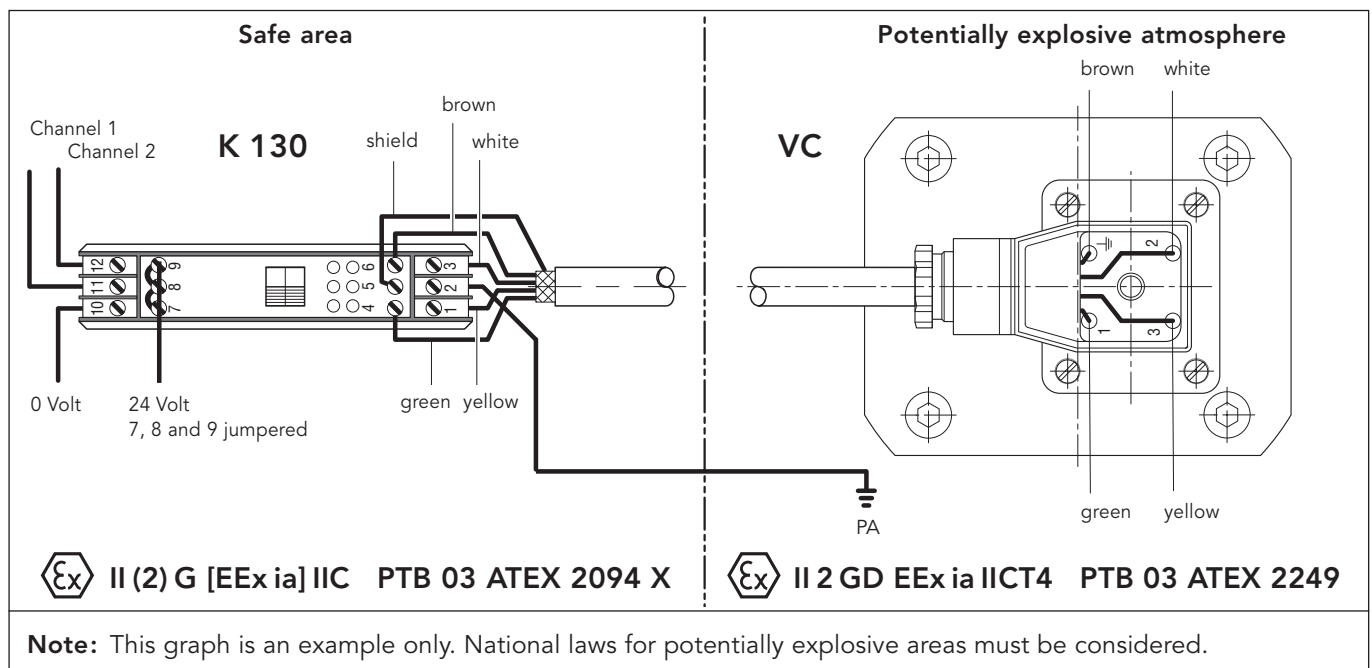 Safe area
Potentially explosive atmosphere
brown white
brown
Channel 1
Channel 2
K 130
shield
white
VC
12
11
10
9
8
7
6
5
4
3
2
1
2
1
3
0 Volt
24 Volt
7, 8 and 9 jumpered
green yellow
green yellow
PA
Ex II (2) G [EEx ia] IIC PTB 03 ATEX 2094 X
Ex II 2 GD EEx ia IICT4 PTB 03 ATEX 2249
Note: This graph is an example only. National laws for potentially explosive areas must be considered.